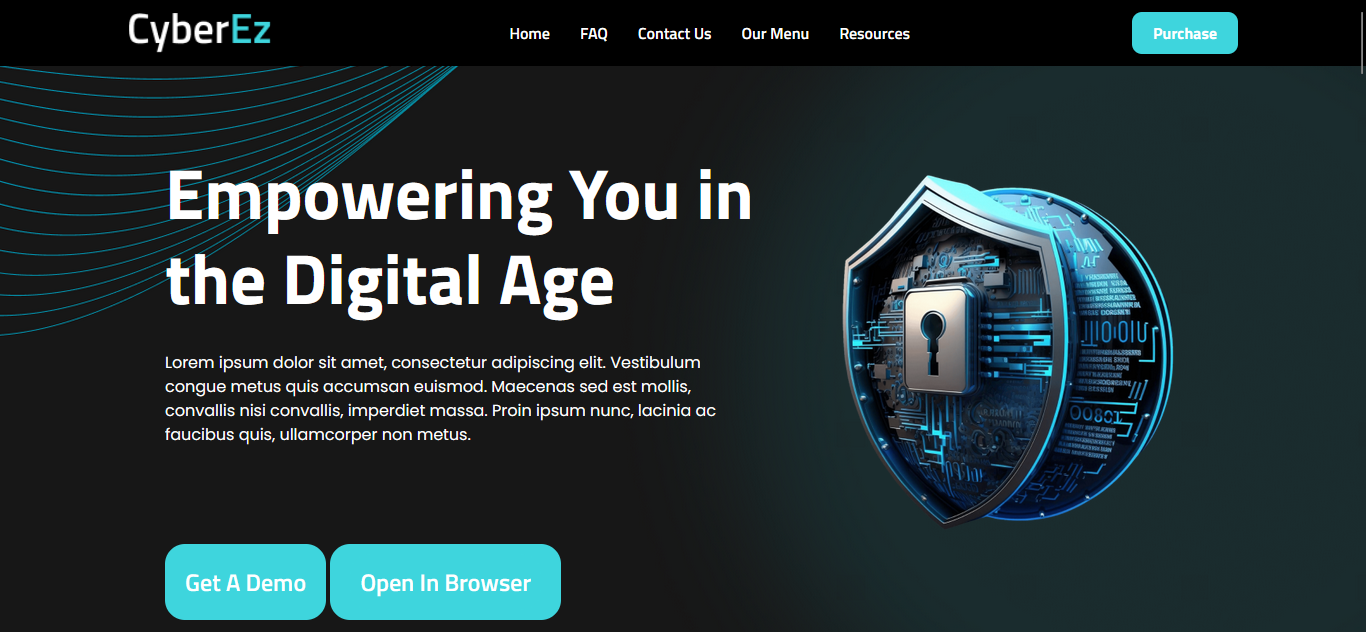 CyberEz
Home
FAQ
Contact Us
Our Menu
Resources
Purchase
Empowering You in
the Digital Age
Lorem ipsum dolor sit amet, consectetur adipiscing elit. Vestibulum
congue metus quis accumsan euismod. Maecenas sed est mollis,
convallis nisi convallis, imperdiet massa. Proin ipsum nunc, lacinia ac
faucibus quis, ullamcorper non metus.
Get A Demo
Open In Browser